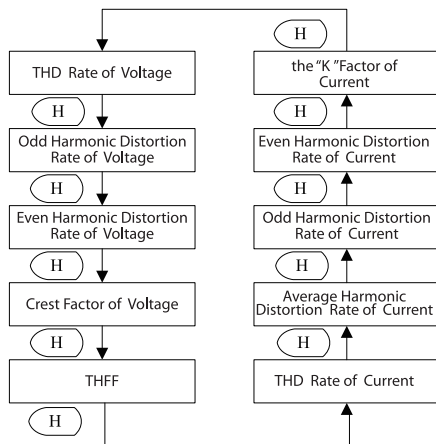 H
THD Rate of Voltage
H
Odd Harmonic Distortion
Rate of Voltage
H
Even Harmonic Distortion
Rate of Voltage
H
Crest Factor of Voltage
H
THFF
H
the "K "Factor of
Current
H
Even Harmonic Distortion
Rate of Current
H
Odd Harmonic Distortion
Rate of Current
H
Average Harmonic
Distortion Rate of Current
H
THD Rate of Current